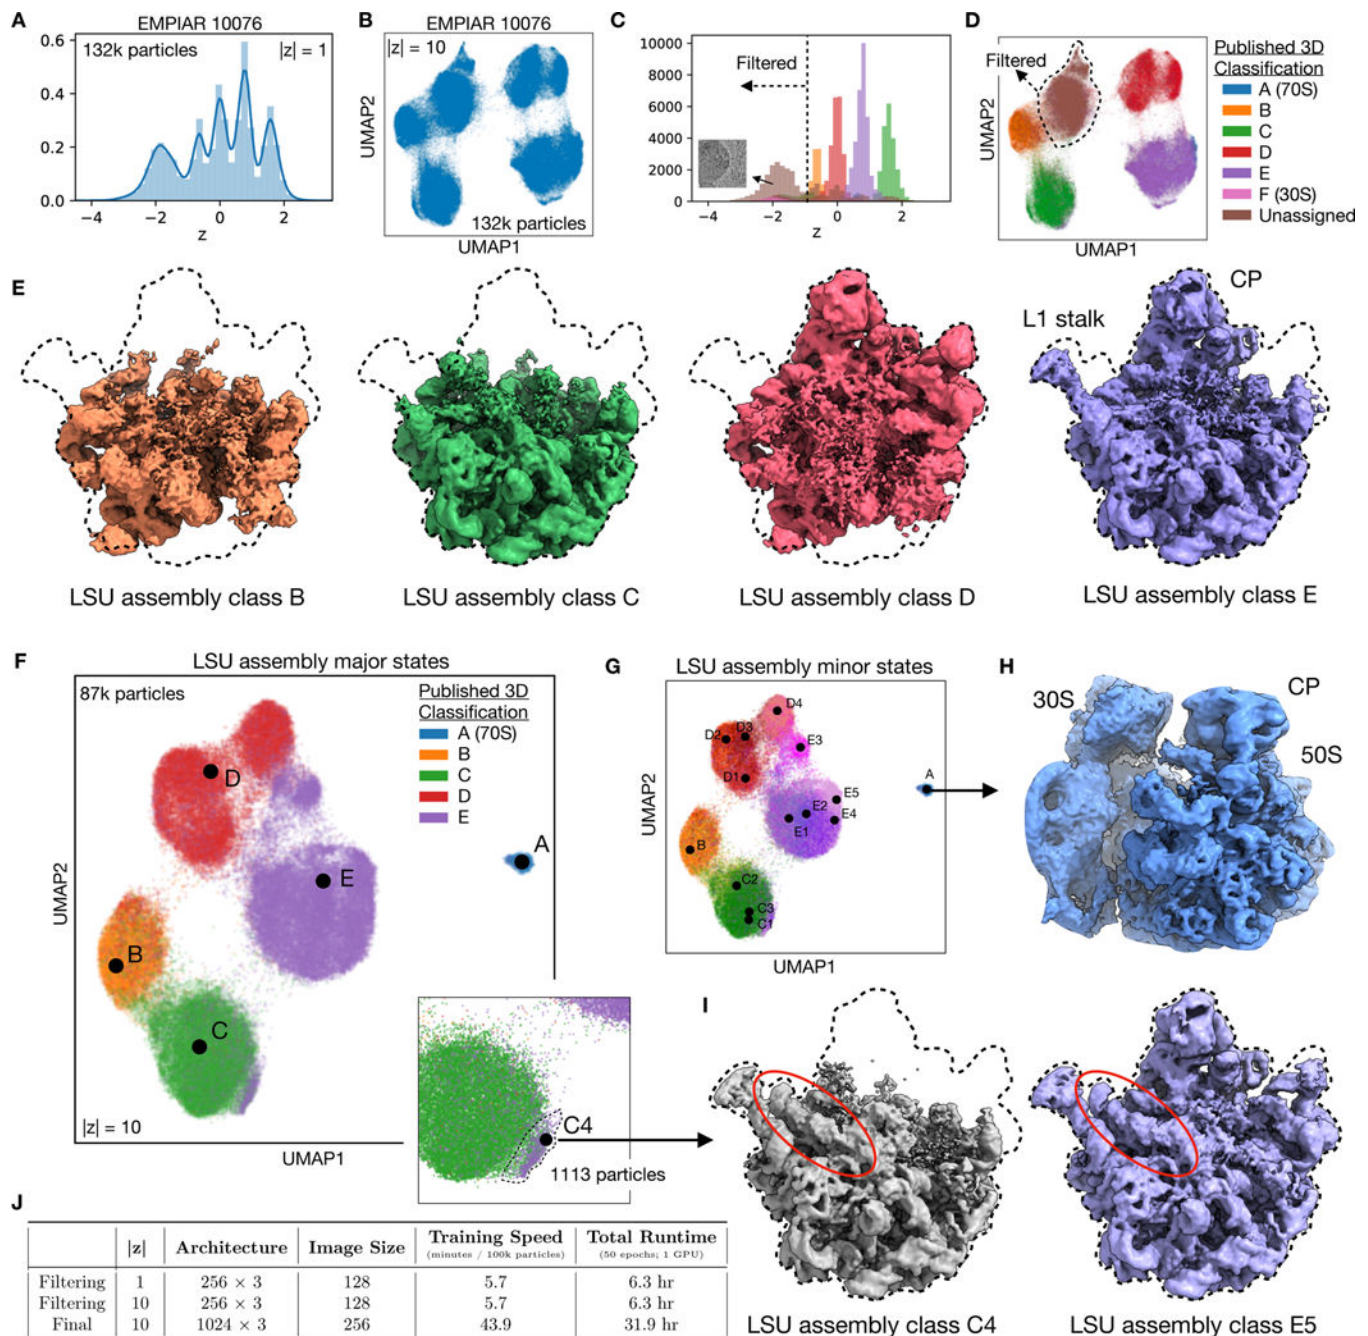 A
EMPIAR 10076
132k particles
|z| = 1
0.6
0.4
0.2
0.0
−4
−2
0
2
z
B
EMPIAR 10076
|z| = 10
132k particles
UMAP2
UMAP1
C
10000
8000
6000
4000
2000
0
Filtered
−4
−2
0
2
z
D
Filtered
UMAP2
UMAP1
Published 3D
Classification
A (70S)
B
C
D
E
F (30S)
Unassigned
E
L1 stalk
CP
LSU assembly class B
LSU assembly class C
LSU assembly class D
LSU assembly class E
F
LSU assembly major states
87k particles
Published 3D
Classification
A (70S)
B
C
D
E
D
A
E
B
C
|z| = 10
UMAP2
UMAP1
C4
1113 particles
G
LSU assembly minor states
D4
D2
D3
E3
D1
A
E5
E2
E4
E1
B
C2
C3
C1
UMAP2
UMAP1
H
30S
CP
50S
I
LSU assembly class C4
LSU assembly class E5
J
|z| Architecture Image Size Training Speed Total Runtime
(minutes / 100k particles) (50 epochs; 1 GPU)
Filtering 1 256 × 3 128 5.7 6.3 hr
Filtering 10 256 × 3 128 5.7 6.3 hr
Final 10 1024 × 3 256 43.9 31.9 hr